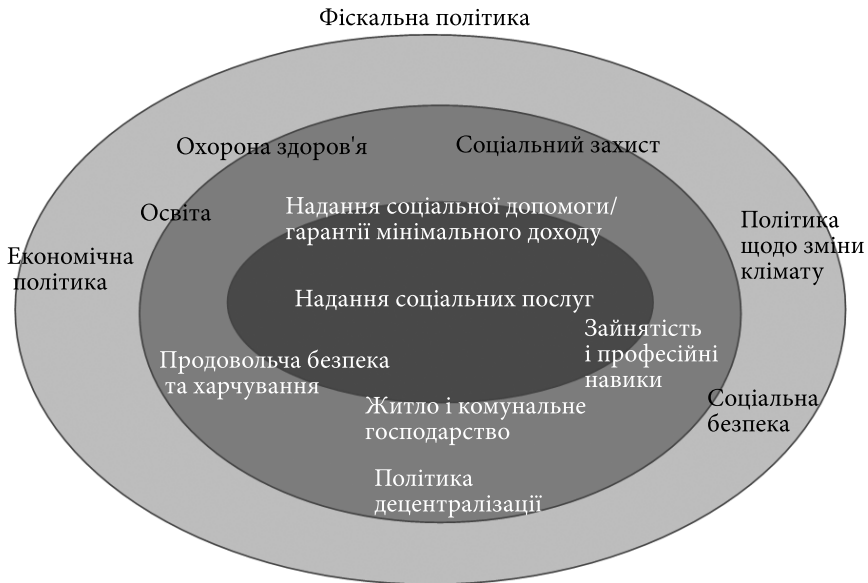 Фіскальна політика
Охорона здоров'я
Соціальний захист
Освіта
Надання соціальної допомоги/
гарантії мінімального доходу
Політика
щодо зміни
клімату
Економічна
політика
Надання соціальних послуг
Зайнятість
і професійні
навики
Продовольча безпека
та харчування
Житло і комунальне
господарство
Соціальна
безпека
Політика
децентралізації